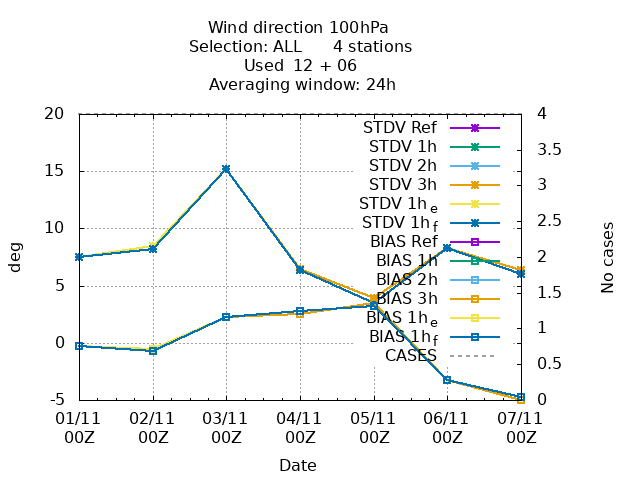 Wind direction 100hPa
Selection: ALL 4 stations
Used 12 + 06
Averaging window: 24h
20
15
10
5
0
-5
deg
4
3.5
3
2.5
2
1.5
1
0.5
0
No cases
STDV Ref
STDV 1h
STDV 2h
STDV 3h
STDV 1h e
STDV 1h f
BIAS Ref
BIAS 1h
BIAS 2h
BIAS 3h
BIAS 1h e
BIAS 1h f
CASES
01/11 02/11 03/11 04/11 05/11 06/11 07/11
00Z 00Z 00Z 00Z 00Z 00Z 00Z
Date